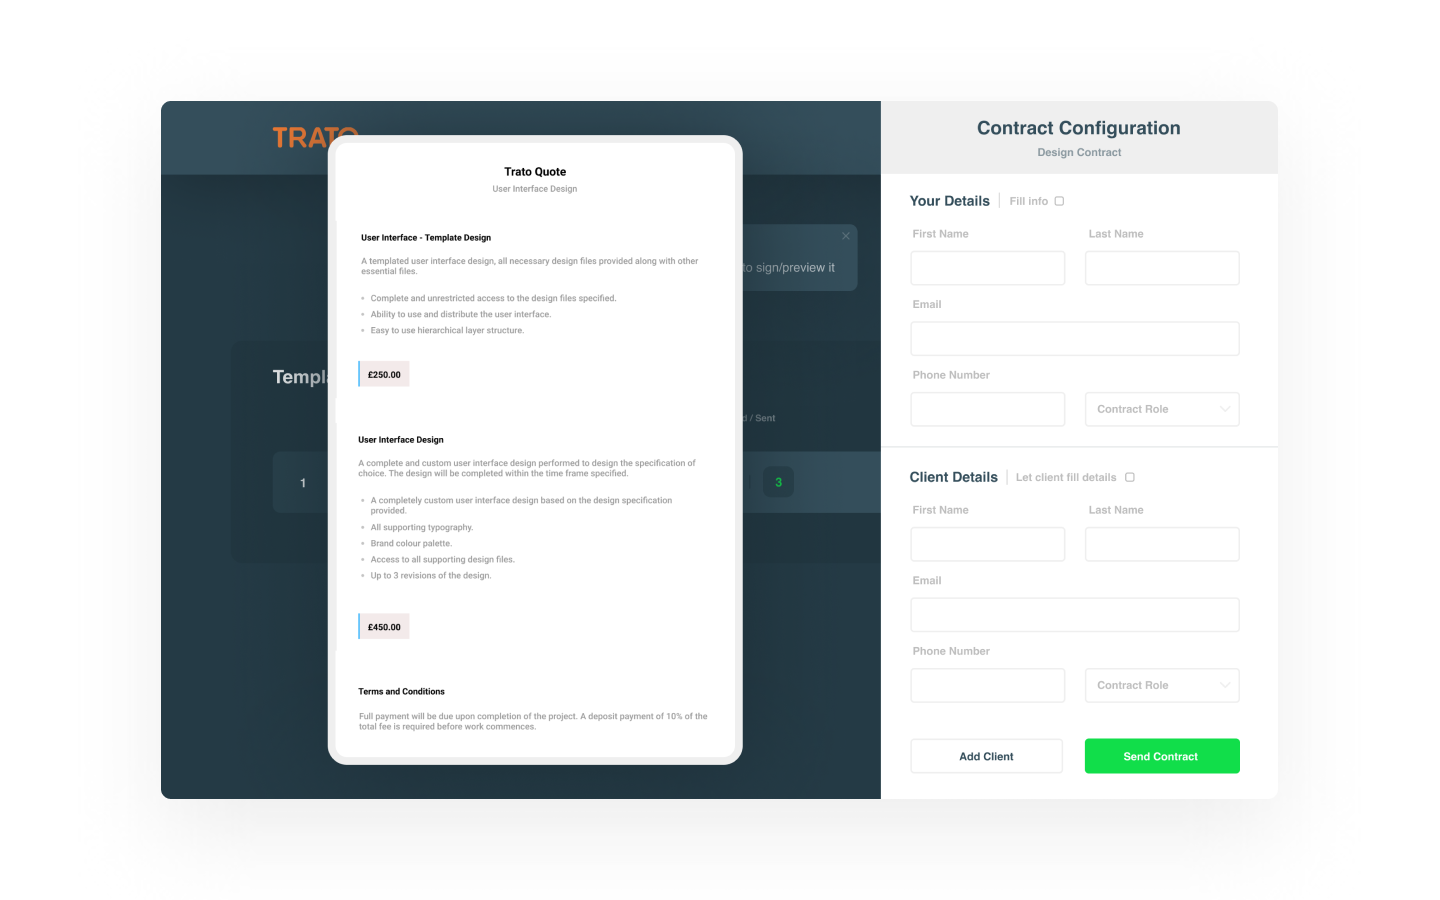 TRATO
Trato Quote
User Interface Design
User Interface - Template Design
A templated user interface design, all necessary design files provided along with other
essential files.
• Complete and unrestricted access to the design files specified.
• Ability to use and distribute the user interface.
• Easy to use hierarchical layer structure.
£250.00
User Interface Design
A complete and custom user interface design performed to design the specification of
choice. The design will be completed within the time frame specified.
• A completely custom user interface design based on the design specification
provided.
• All supporting typography.
• Brand colour palette.
• Access to all supporting design files.
• Up to 3 revisions of the design.
£450.00
Terms and Conditions
Full payment will be due upon completion of the project. A deposit payment of 10% of the
total fee is required before work commences.
to sign/preview it
/ Sent
1
3
Contract Configuration
Design Contract
Your Details
Fill info
First Name
Last Name
Email
Phone Number
Contract Role
Client Details
Let client fill details
First Name
Last Name
Email
Phone Number
Contract Role
Add Client
Send Contract